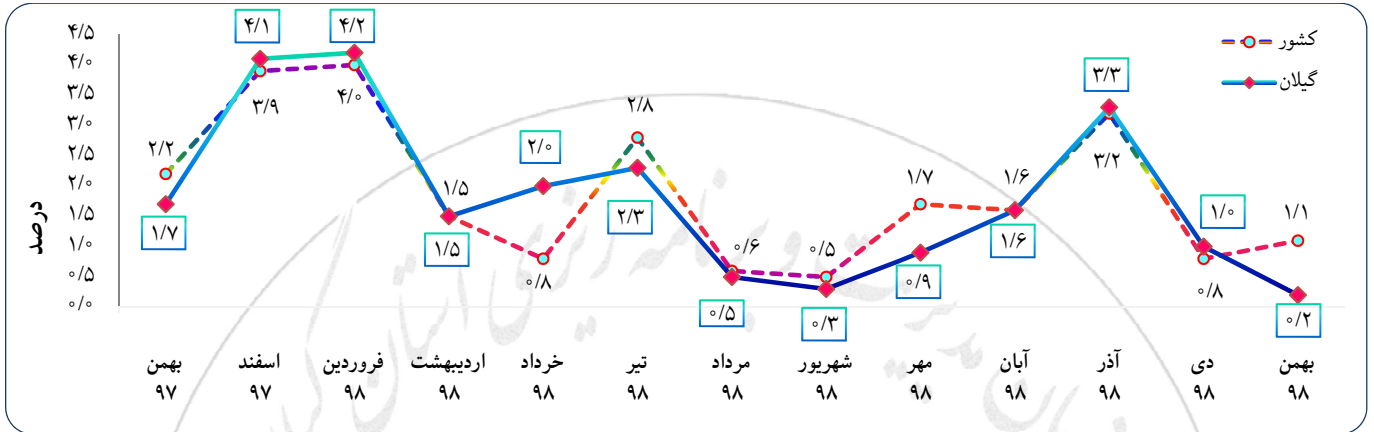 کشور
گیلان
درصد
۴/۵
۴/۰
۳/۵
۳/۰
۲/۵
۲/۰
۱/۵
۱/۰
۰/۵
۰/۰
۲/۲ ۳/۹ ۴/۰ ۱/۵ ۰/۸ ۲/۸ ۰/۶ ۰/۵ ۱/۷ ۱/۶ ۳/۲ ۰/۸ ۱/۱
۱/۷ ۴/۱ ۴/۲ ۱/۵ ۲/۰ ۲/۳ ۰/۵ ۰/۳ ۰/۹ ۱/۶ ۳/۳ ۱/۰ ۰/۲
بهمن ۹۷
اسفند ۹۷
فروردین ۹۸
اردیبهشت ۹۸
خرداد ۹۸
تیر ۹۸
مرداد ۹۸
شهریور ۹۸
مهر ۹۸
آبان ۹۸
آذر ۹۸
دی ۹۸
بهمن ۹۸